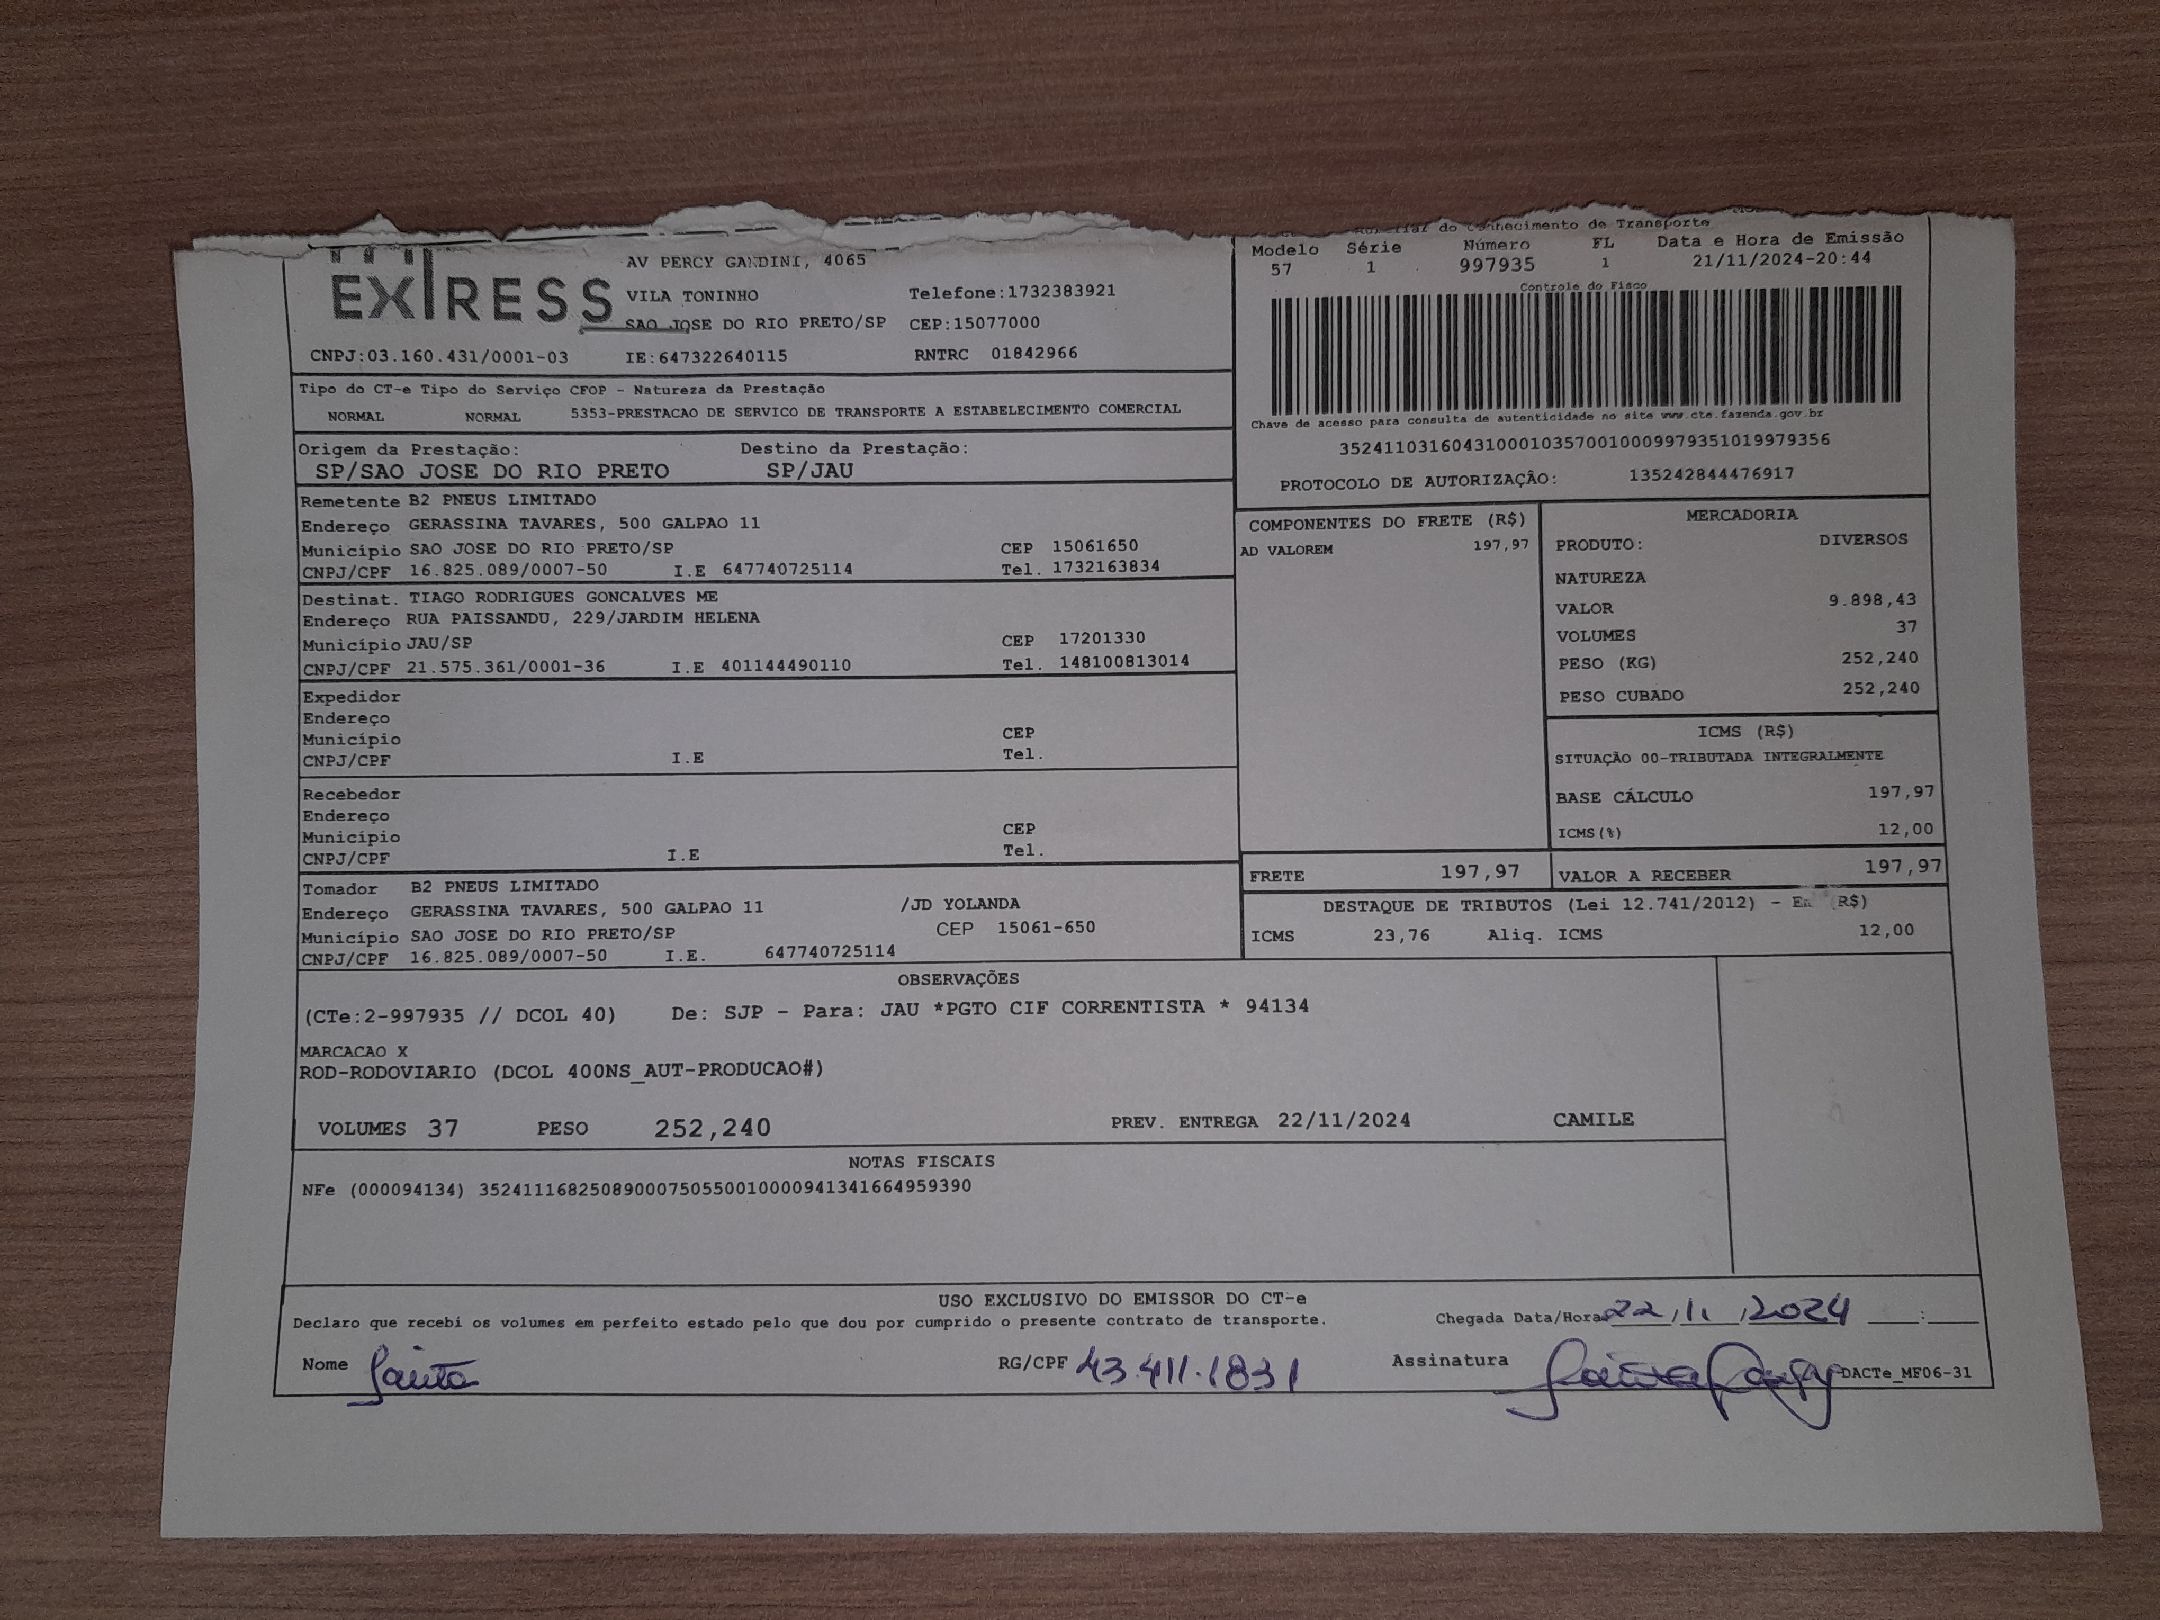 do Conhecimento de Transporte
EXPRESS
AV PERCY GANDINI, 4065
VILA TONINHO Telefone:1732383921
SAO JOSE DO RIO PRETO/SP CEP:15077000
CNPJ:03.160.431/0001-03 IE:647322640115 RNTRC 01842966
Modelo Série Número FL Data e Hora de Emissão
57 1 997935 1 21/11/2024-20:44
Controle do Fisco
Chave de acesso para consulta de autenticidade no site www.cte.fazenda.gov.br
35241103160431000103570010009979351019979356
PROTOCOLO DE AUTORIZAÇÃO: 135242844476917
Tipo do CT-e Tipo do Serviço CFOP - Natureza da Prestação
NORMAL NORMAL 5353-PRESTACAO DE SERVICO DE TRANSPORTE A ESTABELECIMENTO COMERCIAL
Origem da Prestação: Destino da Prestação:
SP/SAO JOSE DO RIO PRETO SP/JAU
Remetente B2 PNEUS LIMITADO
Endereço GERASSINA TAVARES, 500 GALPAO 11
Município SAO JOSE DO RIO PRETO/SP CEP 15061650
CNPJ/CPF 16.825.089/0007-50 I.E 647740725114 Tel. 1732163834
Destinat. TIAGO RODRIGUES GONCALVES ME
Endereço RUA PAISSANDU, 229/JARDIM HELENA
Município JAU/SP CEP 17201330
CNPJ/CPF 21.575.361/0001-36 I.E 401144490110 Tel. 148100813014
Expedidor
Endereço
Município CEP
CNPJ/CPF I.E Tel.
Recebedor
Endereço
Município CEP
CNPJ/CPF I.E Tel.
Tomador B2 PNEUS LIMITADO
Endereço GERASSINA TAVARES, 500 GALPAO 11 /JD YOLANDA
Município SAO JOSE DO RIO PRETO/SP CEP 15061-650
CNPJ/CPF 16.825.089/0007-50 I.E. 647740725114
COMPONENTES DO FRETE (R$)
AD VALOREM 197,97
MERCADORIA
PRODUTO: DIVERSOS
NATUREZA
VALOR 9.898,43
VOLUMES 37
PESO (KG) 252,240
PESO CUBADO 252,240
ICMS (R$)
SITUAÇÃO 00-TRIBUTADA INTEGRALMENTE
BASE CÁLCULO 197,97
ICMS(%) 12,00
FRETE 197,97 VALOR A RECEBER 197,97
DESTAQUE DE TRIBUTOS (Lei 12.741/2012) - Em (R$)
ICMS 23,76 Aliq. ICMS 12,00
OBSERVAÇÕES
(CTe:2-997935 // DCOL 40) De: SJP - Para: JAU *PGTO CIF CORRENTISTA * 94134
MARCACAO X
ROD-RODOVIARIO (DCOL 400NS_AUT-PRODUCAO#)
VOLUMES 37 PESO 252,240 PREV. ENTREGA 22/11/2024 CAMILE
NOTAS FISCAIS
NFe (000094134) 35241116825089000750550010000941341664959390
USO EXCLUSIVO DO EMISSOR DO CT-e
Declaro que recebi os volumes em perfeito estado pelo que dou por cumprido o presente contrato de transporte. Chegada Data/Hora 22/11/2024 :
Nome RG/CPF 43.411.1831 Assinatura DACTe_MF06-31